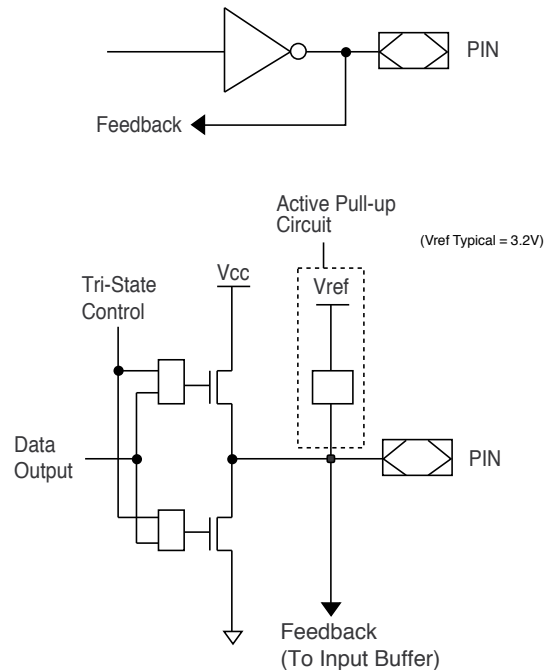 PIN
Feedback
Active Pull-up
Circuit
(Vref Typical = 3.2V)
Vcc
Vref
Tri-State
Control
Data
Output
PIN
Feedback
(To Input Buffer)